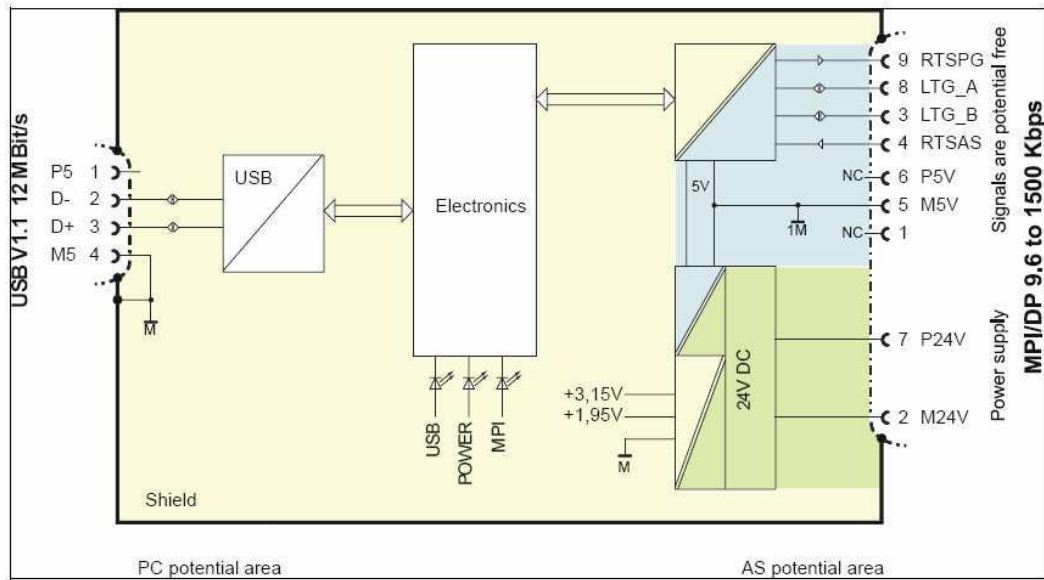 USB V1.1 12 MBit/s
P5 1
D- 2
D+ 3
M5 4
M
USB
Electronics
USB
POWER
MPI
5V
1M
+3,15V
+1,95V
M
24V DC
NC
NC
9 RTSPG
8 LTG_A
3 LTG_B
4 RTSAS
6 P5V
5 M5V
1
7 P24V
2 M24V
Signals are potential free
Power supply
MPI/DP 9.6 to 1500 Kbps
Shield
PC potential area
AS potential area